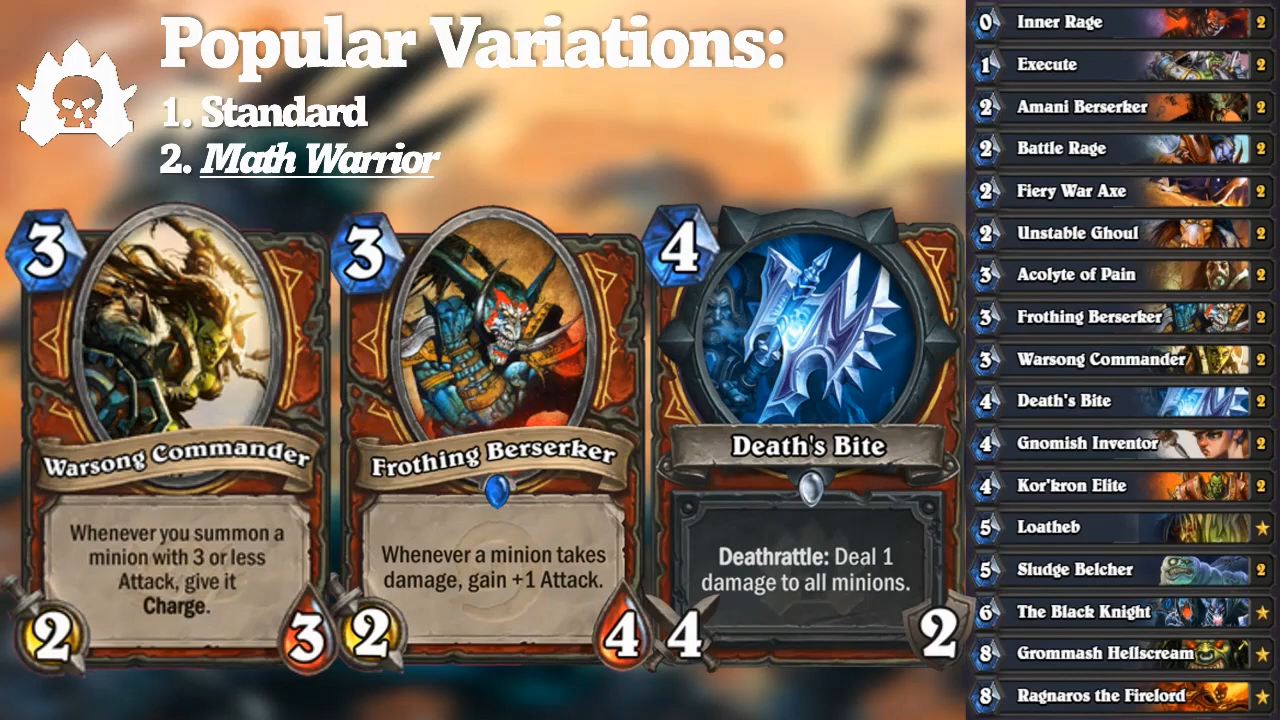 Popular Variations:
1. Standard
2. Math Warrior
3
Warsong Commander
Whenever you summon a
minion with 3 or less
Attack, give it
Charge.
2
3
3
Frothing Berserker
Whenever a minion takes
damage, gain +1 Attack.
2
4
4
Death's Bite
Deathrattle: Deal 1
damage to all minions.
4
2
0 Inner Rage 2
1 Execute 2
2 Amani Berserker 2
2 Battle Rage 2
2 Fiery War Axe 2
2 Unstable Ghoul 2
3 Acolyte of Pain 2
3 Frothing Berserker 2
3 Warsong Commander 2
4 Death's Bite 2
4 Gnomish Inventor 2
4 Kor'kron Elite 2
5 Loatheb
5 Sludge Belcher 2
6 The Black Knight
8 Grommash Hellscream
8 Ragnaros the Firelord